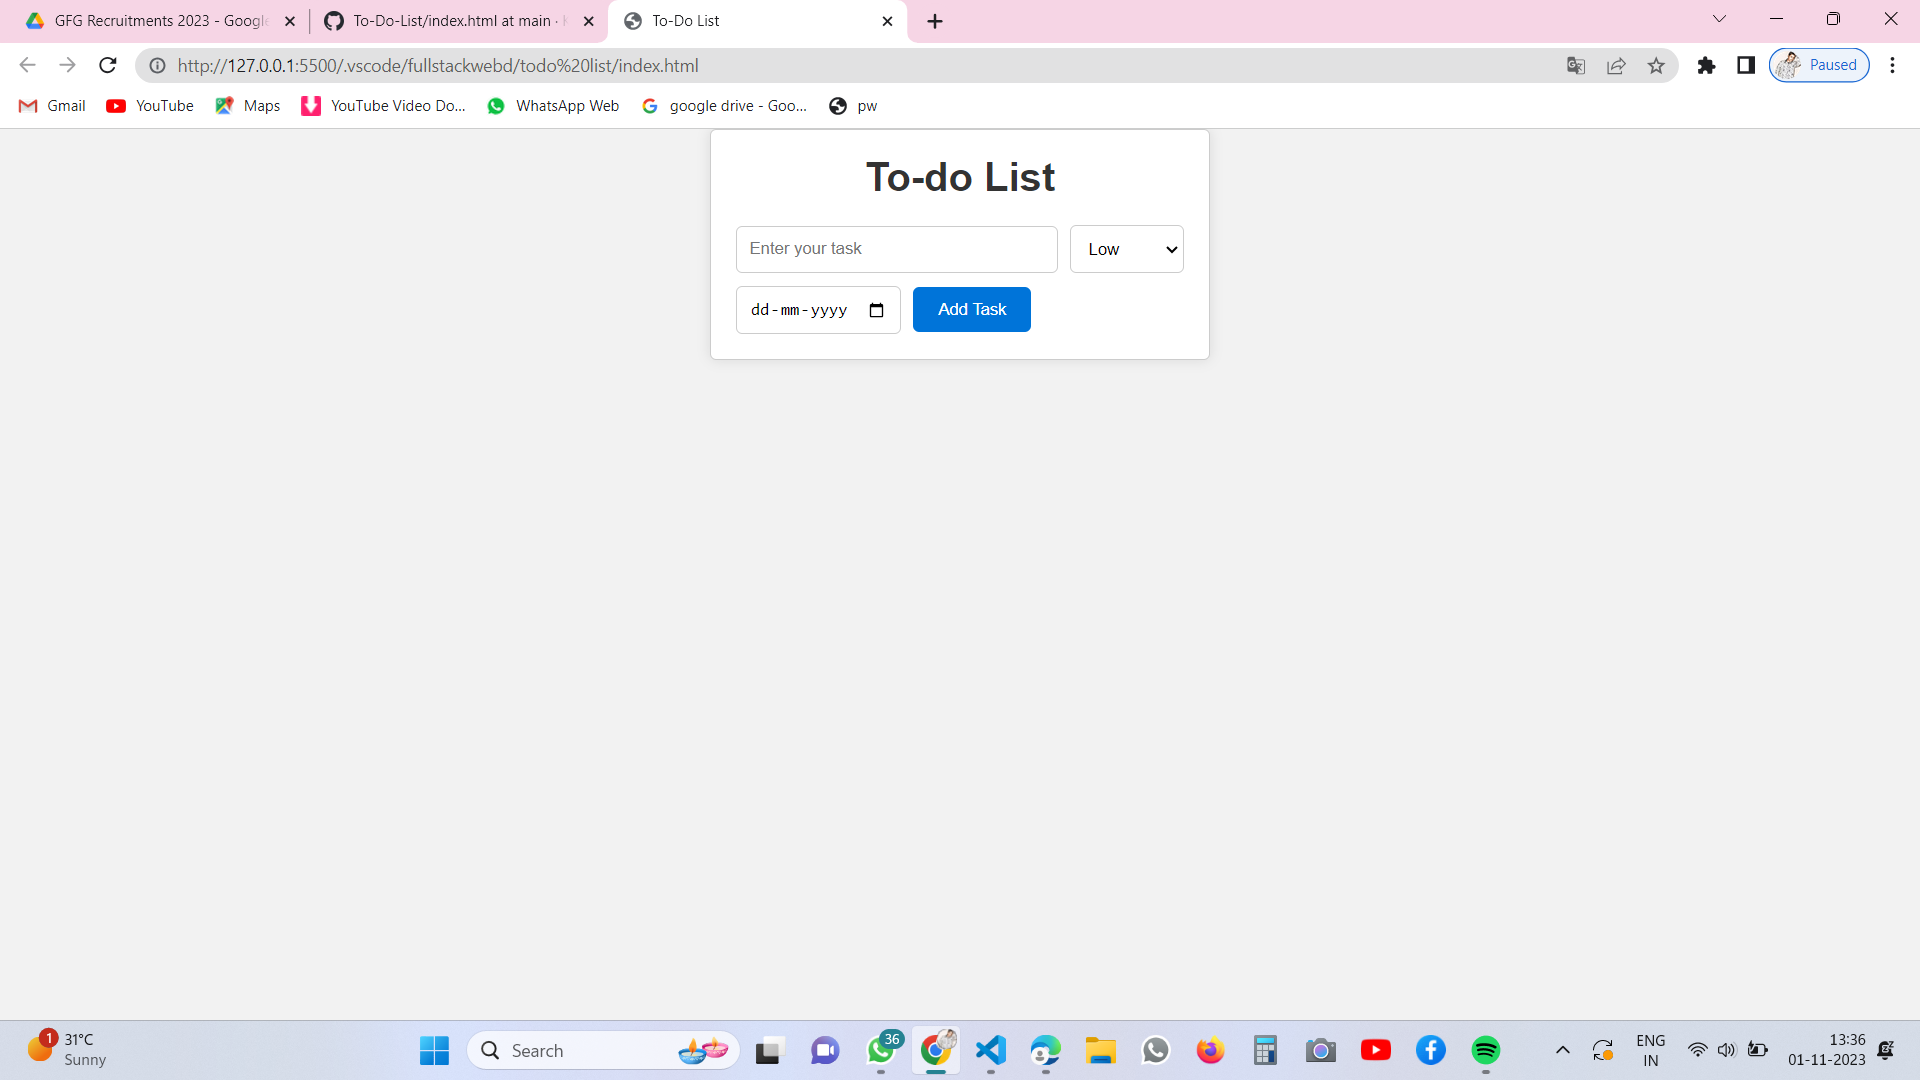 GFG Recruitments 2023 - Google
To-Do-List/index.html at main ·
To-Do List
http://127.0.0.1:5500/.vscode/fullstackwebd/todo%20list/index.html
Paused
Gmail
YouTube
Maps
YouTube Video Do...
WhatsApp Web
google drive - Goo...
pw
To-do List
Enter your task
Low
dd-mm-yyyy
Add Task
1
31°C
Sunny
Search
36
ENG
IN
13:36
01-11-2023